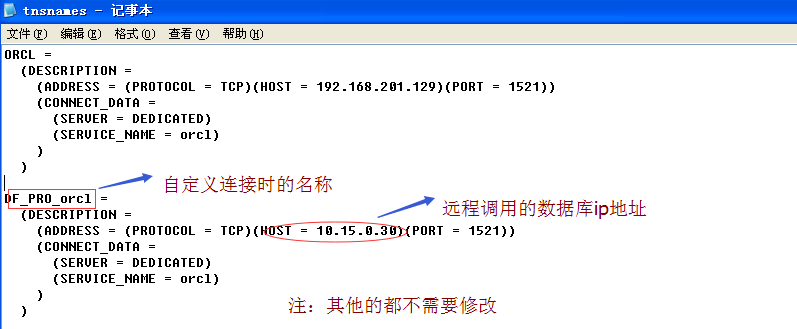 tnsnames - 记事本
文件(F) 编辑(E) 格式(O) 查看(V) 帮助(H)
ORCL =
  (DESCRIPTION =
    (ADDRESS = (PROTOCOL = TCP)(HOST = 192.168.201.129)(PORT = 1521))
    (CONNECT_DATA =
      (SERVER = DEDICATED)
      (SERVICE_NAME = orcl)
    )
  )
自定义连接时的名称
DF_PRO_orcl =
远程调用的数据库ip地址
  (DESCRIPTION =
    (ADDRESS = (PROTOCOL = TCP)(HOST = 10.15.0.30)(PORT = 1521))
    (CONNECT_DATA =
      (SERVER = DEDICATED)
      (SERVICE_NAME = orcl)
    )
  )
注：其他的都不需要修改